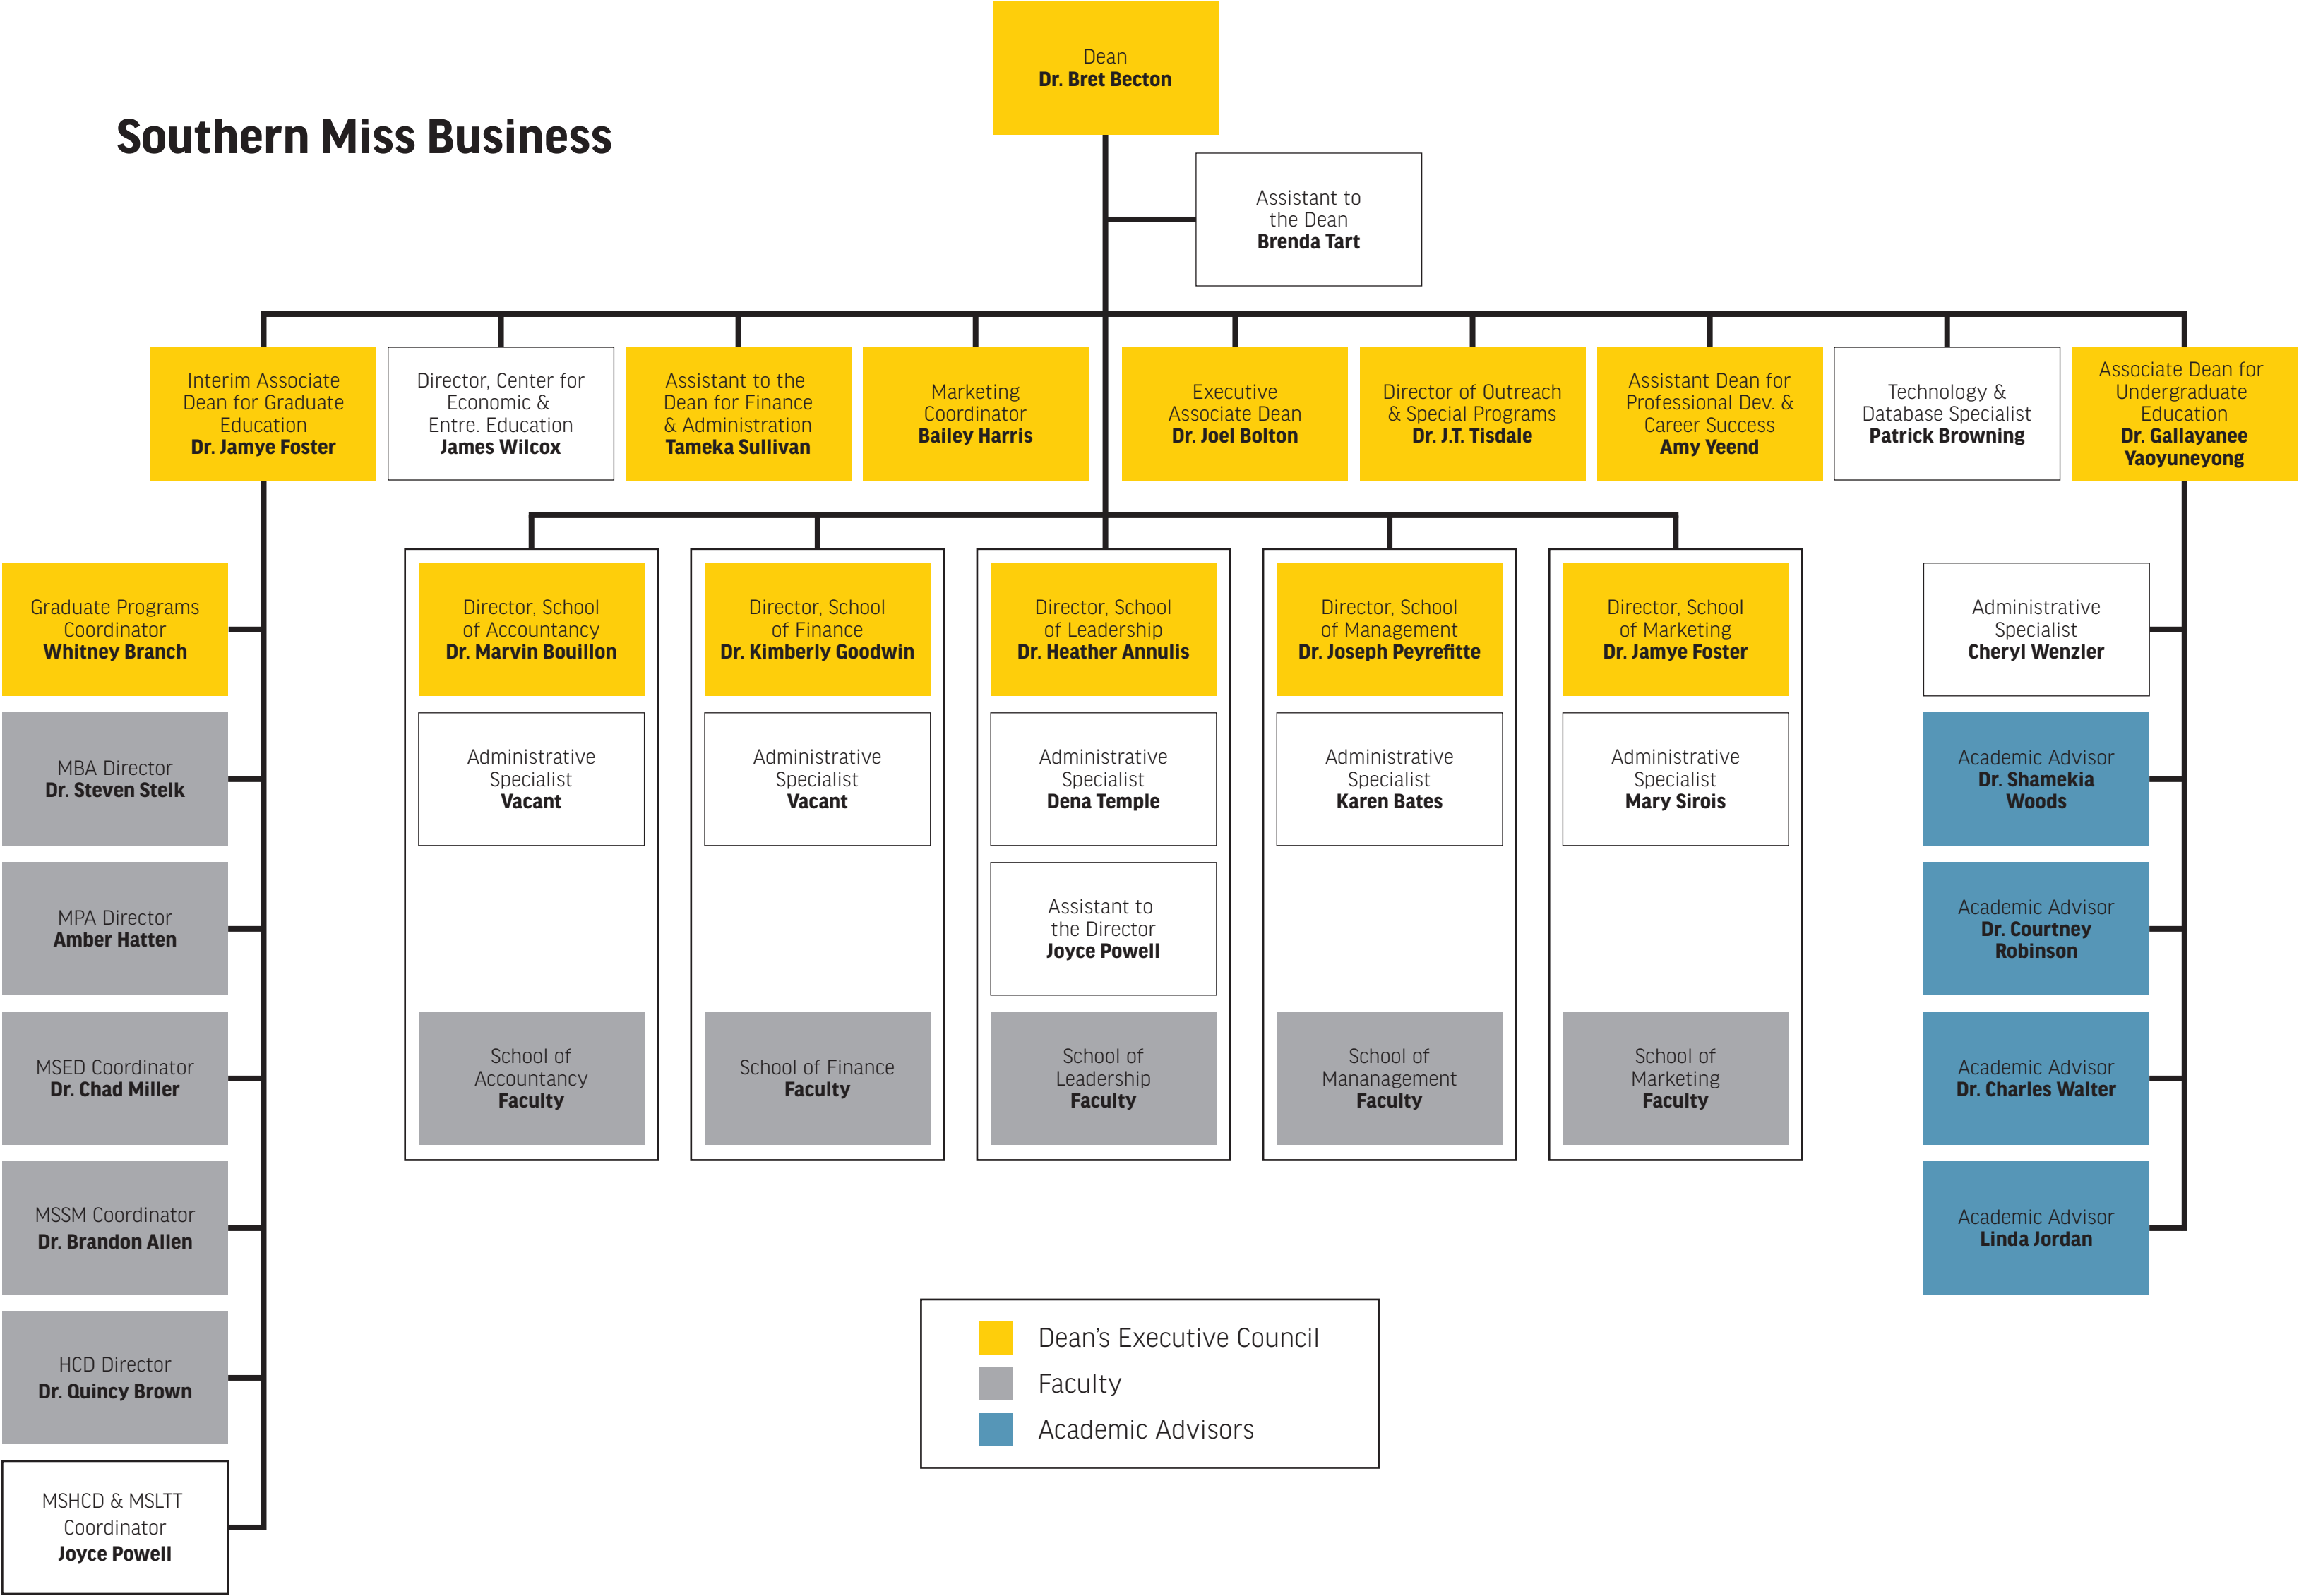 Dean
Dr. Bret Becton
Southern Miss Business
Assistant to
the Dean
Brenda Tart
Interim Associate
Dean for Graduate
Education
Dr. Jamye Foster
Director, Center for
Economic &
Entre. Education
James Wilcox
Assistant to the
Dean for Finance
& Administration
Tameka Sullivan
Marketing
Coordinator
Bailey Harris
Executive
Associate Dean
Dr. Joel Bolton
Director of Outreach
& Special Programs
Dr. J.T. Tisdale
Assistant Dean for
Professional Dev. &
Career Success
Amy Yeend
Technology &
Database Specialist
Patrick Browning
Associate Dean for
Undergraduate
Education
Dr. Gallayanee
Yaoyuneyong
Graduate Programs
Coordinator
Whitney Branch
MBA Director
Dr. Steven Stelk
MPA Director
Amber Hatten
MSED Coordinator
Dr. Chad Miller
MSSM Coordinator
Dr. Brandon Allen
HCD Director
Dr. Quincy Brown
MSHCD & MSLTT
Coordinator
Joyce Powell
Director, School
of Accountancy
Dr. Marvin Bouillon
Administrative
Specialist
Vacant
School of
Accountancy
Faculty
Director, School
of Finance
Dr. Kimberly Goodwin
Administrative
Specialist
Vacant
School of Finance
Faculty
Director, School
of Leadership
Dr. Heather Annulis
Administrative
Specialist
Dena Temple
Assistant to
the Director
Joyce Powell
School of
Leadership
Faculty
Director, School
of Management
Dr. Joseph Peyrefitte
Administrative
Specialist
Karen Bates
School of
Mananagement
Faculty
Director, School
of Marketing
Dr. Jamye Foster
Administrative
Specialist
Mary Sirois
School of
Marketing
Faculty
Administrative
Specialist
Cheryl Wenzler
Academic Advisor
Dr. Shamekia
Woods
Academic Advisor
Dr. Courtney
Robinson
Academic Advisor
Dr. Charles Walter
Academic Advisor
Linda Jordan
Dean’s Executive Council
Faculty
Academic Advisors